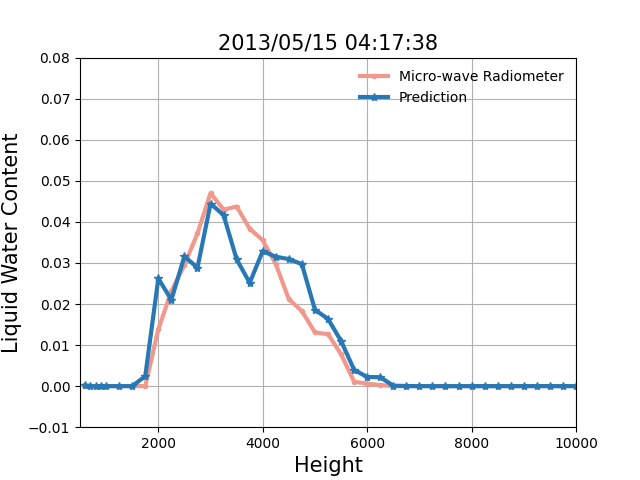 2013/05/15 04:17:38
Micro-wave Radiometer
Prediction
Liquid Water Content
0.08
0.07
0.06
0.05
0.04
0.03
0.02
0.01
0.00
−0.01
2000 4000 6000 8000 10000
Height